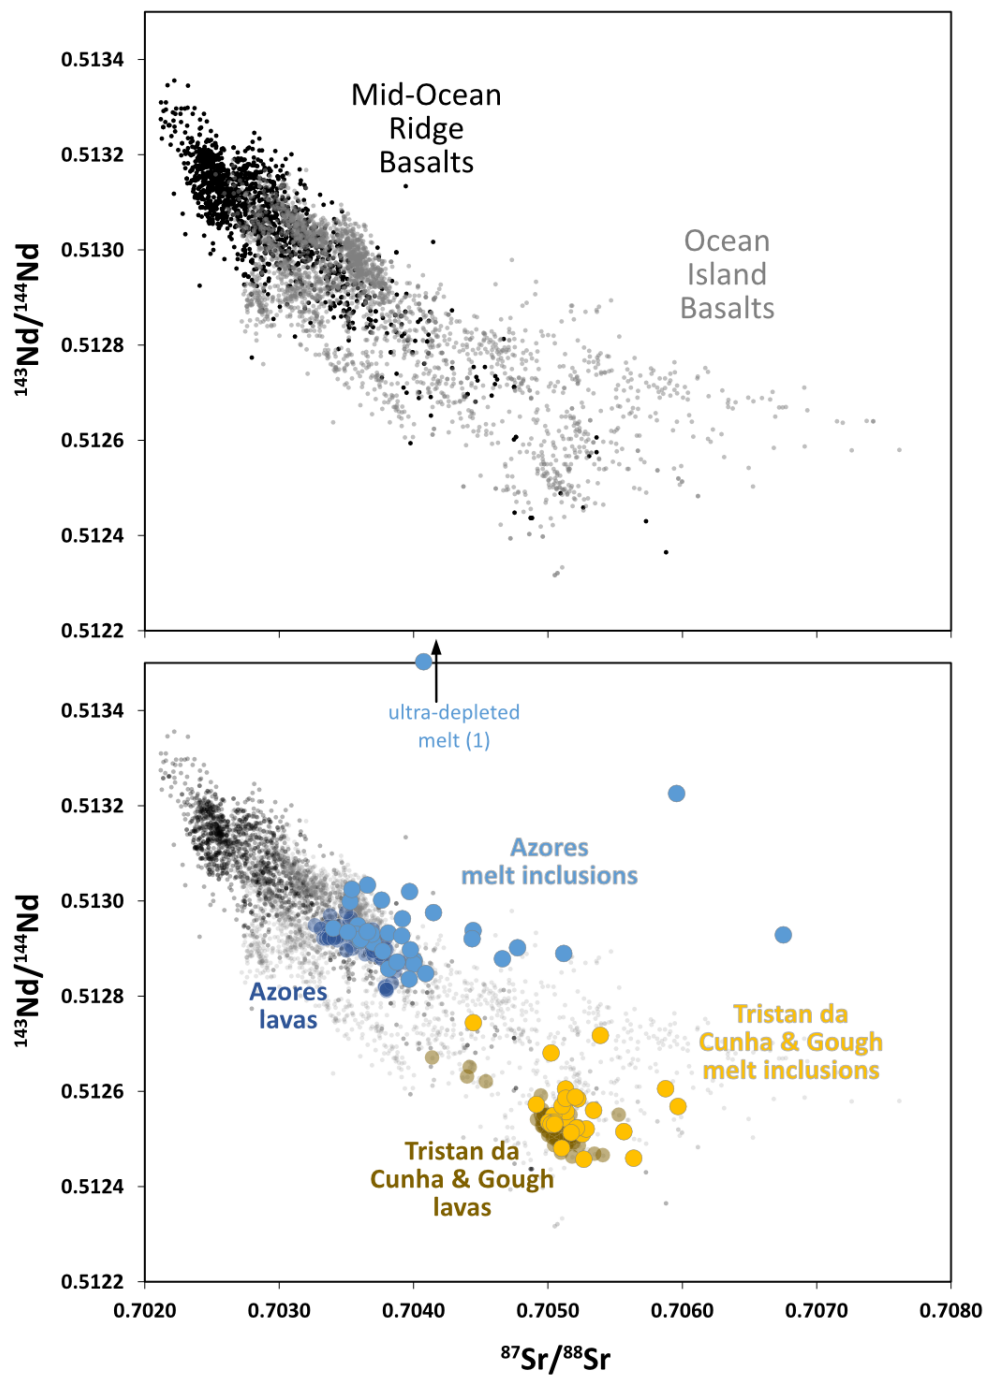 0.5134
0.5132
0.5130
0.5128
0.5126
0.5124
0.5122
¹⁴³Nd/¹⁴⁴Nd
Mid-Ocean
Ridge
Basalts
Ocean
Island
Basalts
0.5134
0.5132
0.5130
0.5128
0.5126
0.5124
0.5122
¹⁴³Nd/¹⁴⁴Nd
ultra-depleted
melt (1)
Azores
melt inclusions
Azores
lavas
Tristan da
Cunha & Gough
melt inclusions
Tristan da
Cunha & Gough
lavas
0.7020 0.7030 0.7040 0.7050 0.7060 0.7070 0.7080
⁸⁷Sr/⁸⁸Sr